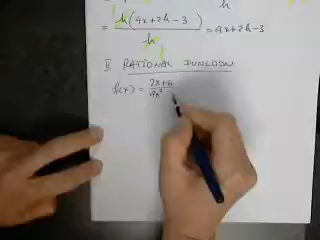 h
= h(4x+2h-3) / h = 4x+2h-3
II RATIONAL FUNCTION
f(x) = 2x+6 / 4x²